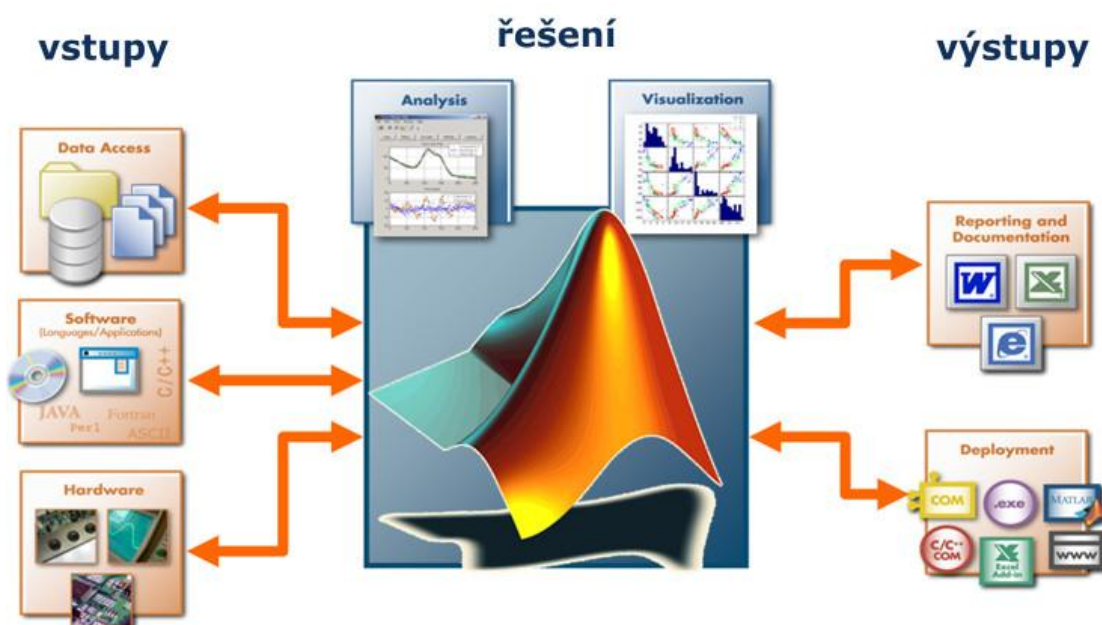 vstupy
řešení
výstupy
Analysis
Visualization
Data Access
Software
(Languages/Applications)
C/C++
JAVA
Perl
Fortran
ASCII
Hardware
Reporting and
Documentation
W
X
e
Deployment
COM
.exe
MATLAB
C/C++
COM
Excel
Add-in
www